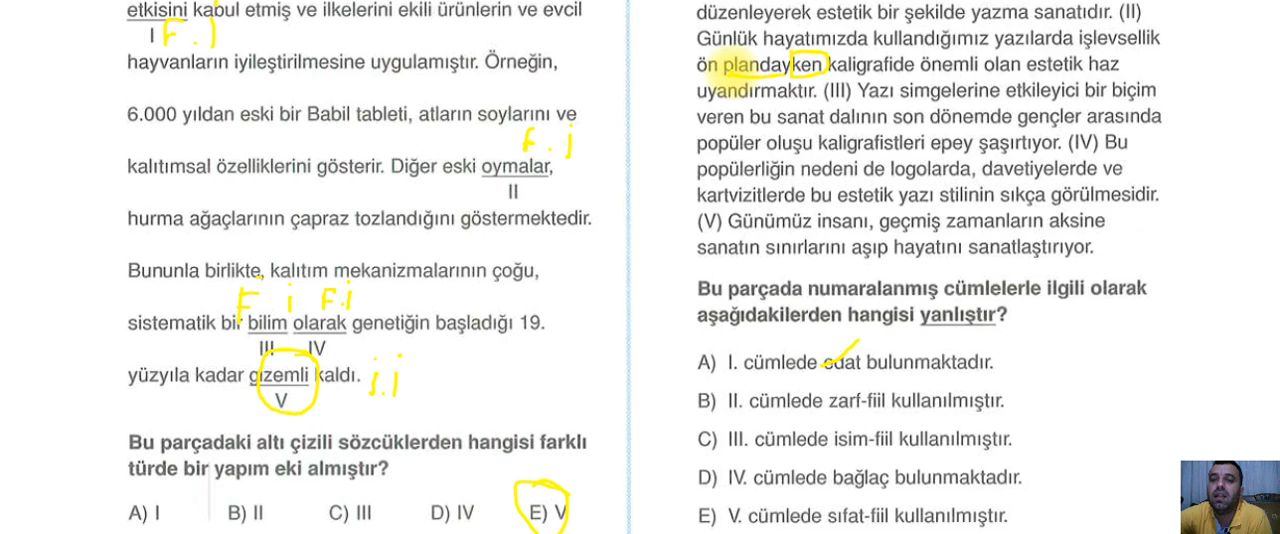 etkisini kabul etmiş ve ilkelerini ekili ürünlerin ve evcil
I F. İ
hayvanların iyileştirilmesine uygulamıştır. Örneğin,
6.000 yıldan eski bir Babil tableti, atların soylarını ve
F. İ
kalıtımsal özelliklerini gösterir. Diğer eski oymalar,
II
hurma ağaçlarının çapraz tozlandığını göstermektedir.
Bununla birlikte, kalıtım mekanizmalarının çoğu,
F İ F.İ
sistematik bir bilim olarak genetiğin başladığı 19.
III IV
yüzyıla kadar gizemli kaldı. İ.İ
V
Bu parçadaki altı çizili sözcüklerden hangisi farklı
türde bir yapım eki almıştır?
A) I B) II C) III D) IV E) V
düzenleyerek estetik bir şekilde yazma sanatıdır. (II)
Günlük hayatımızda kullandığımız yazılarda işlevsellik
ön plandayken kaligrafide önemli olan estetik haz
uyandırmaktır. (III) Yazı simgelerine etkileyici bir biçim
veren bu sanat dalının son dönemde gençler arasında
popüler oluşu kaligrafistleri epey şaşırtıyor. (IV) Bu
popülerliğin nedeni de logolarda, davetiyelerde ve
kartvizitlerde bu estetik yazı stilinin sıkça görülmesidir.
(V) Günümüz insanı, geçmiş zamanların aksine
sanatın sınırlarını aşıp hayatını sanatlaştırıyor.
Bu parçada numaralanmış cümlelerle ilgili olarak
aşağıdakilerden hangisi yanlıştır?
A) I. cümlede edat bulunmaktadır.
B) II. cümlede zarf-fiil kullanılmıştır.
C) III. cümlede isim-fiil kullanılmıştır.
D) IV. cümlede bağlaç bulunmaktadır.
E) V. cümlede sıfat-fiil kullanılmıştır.